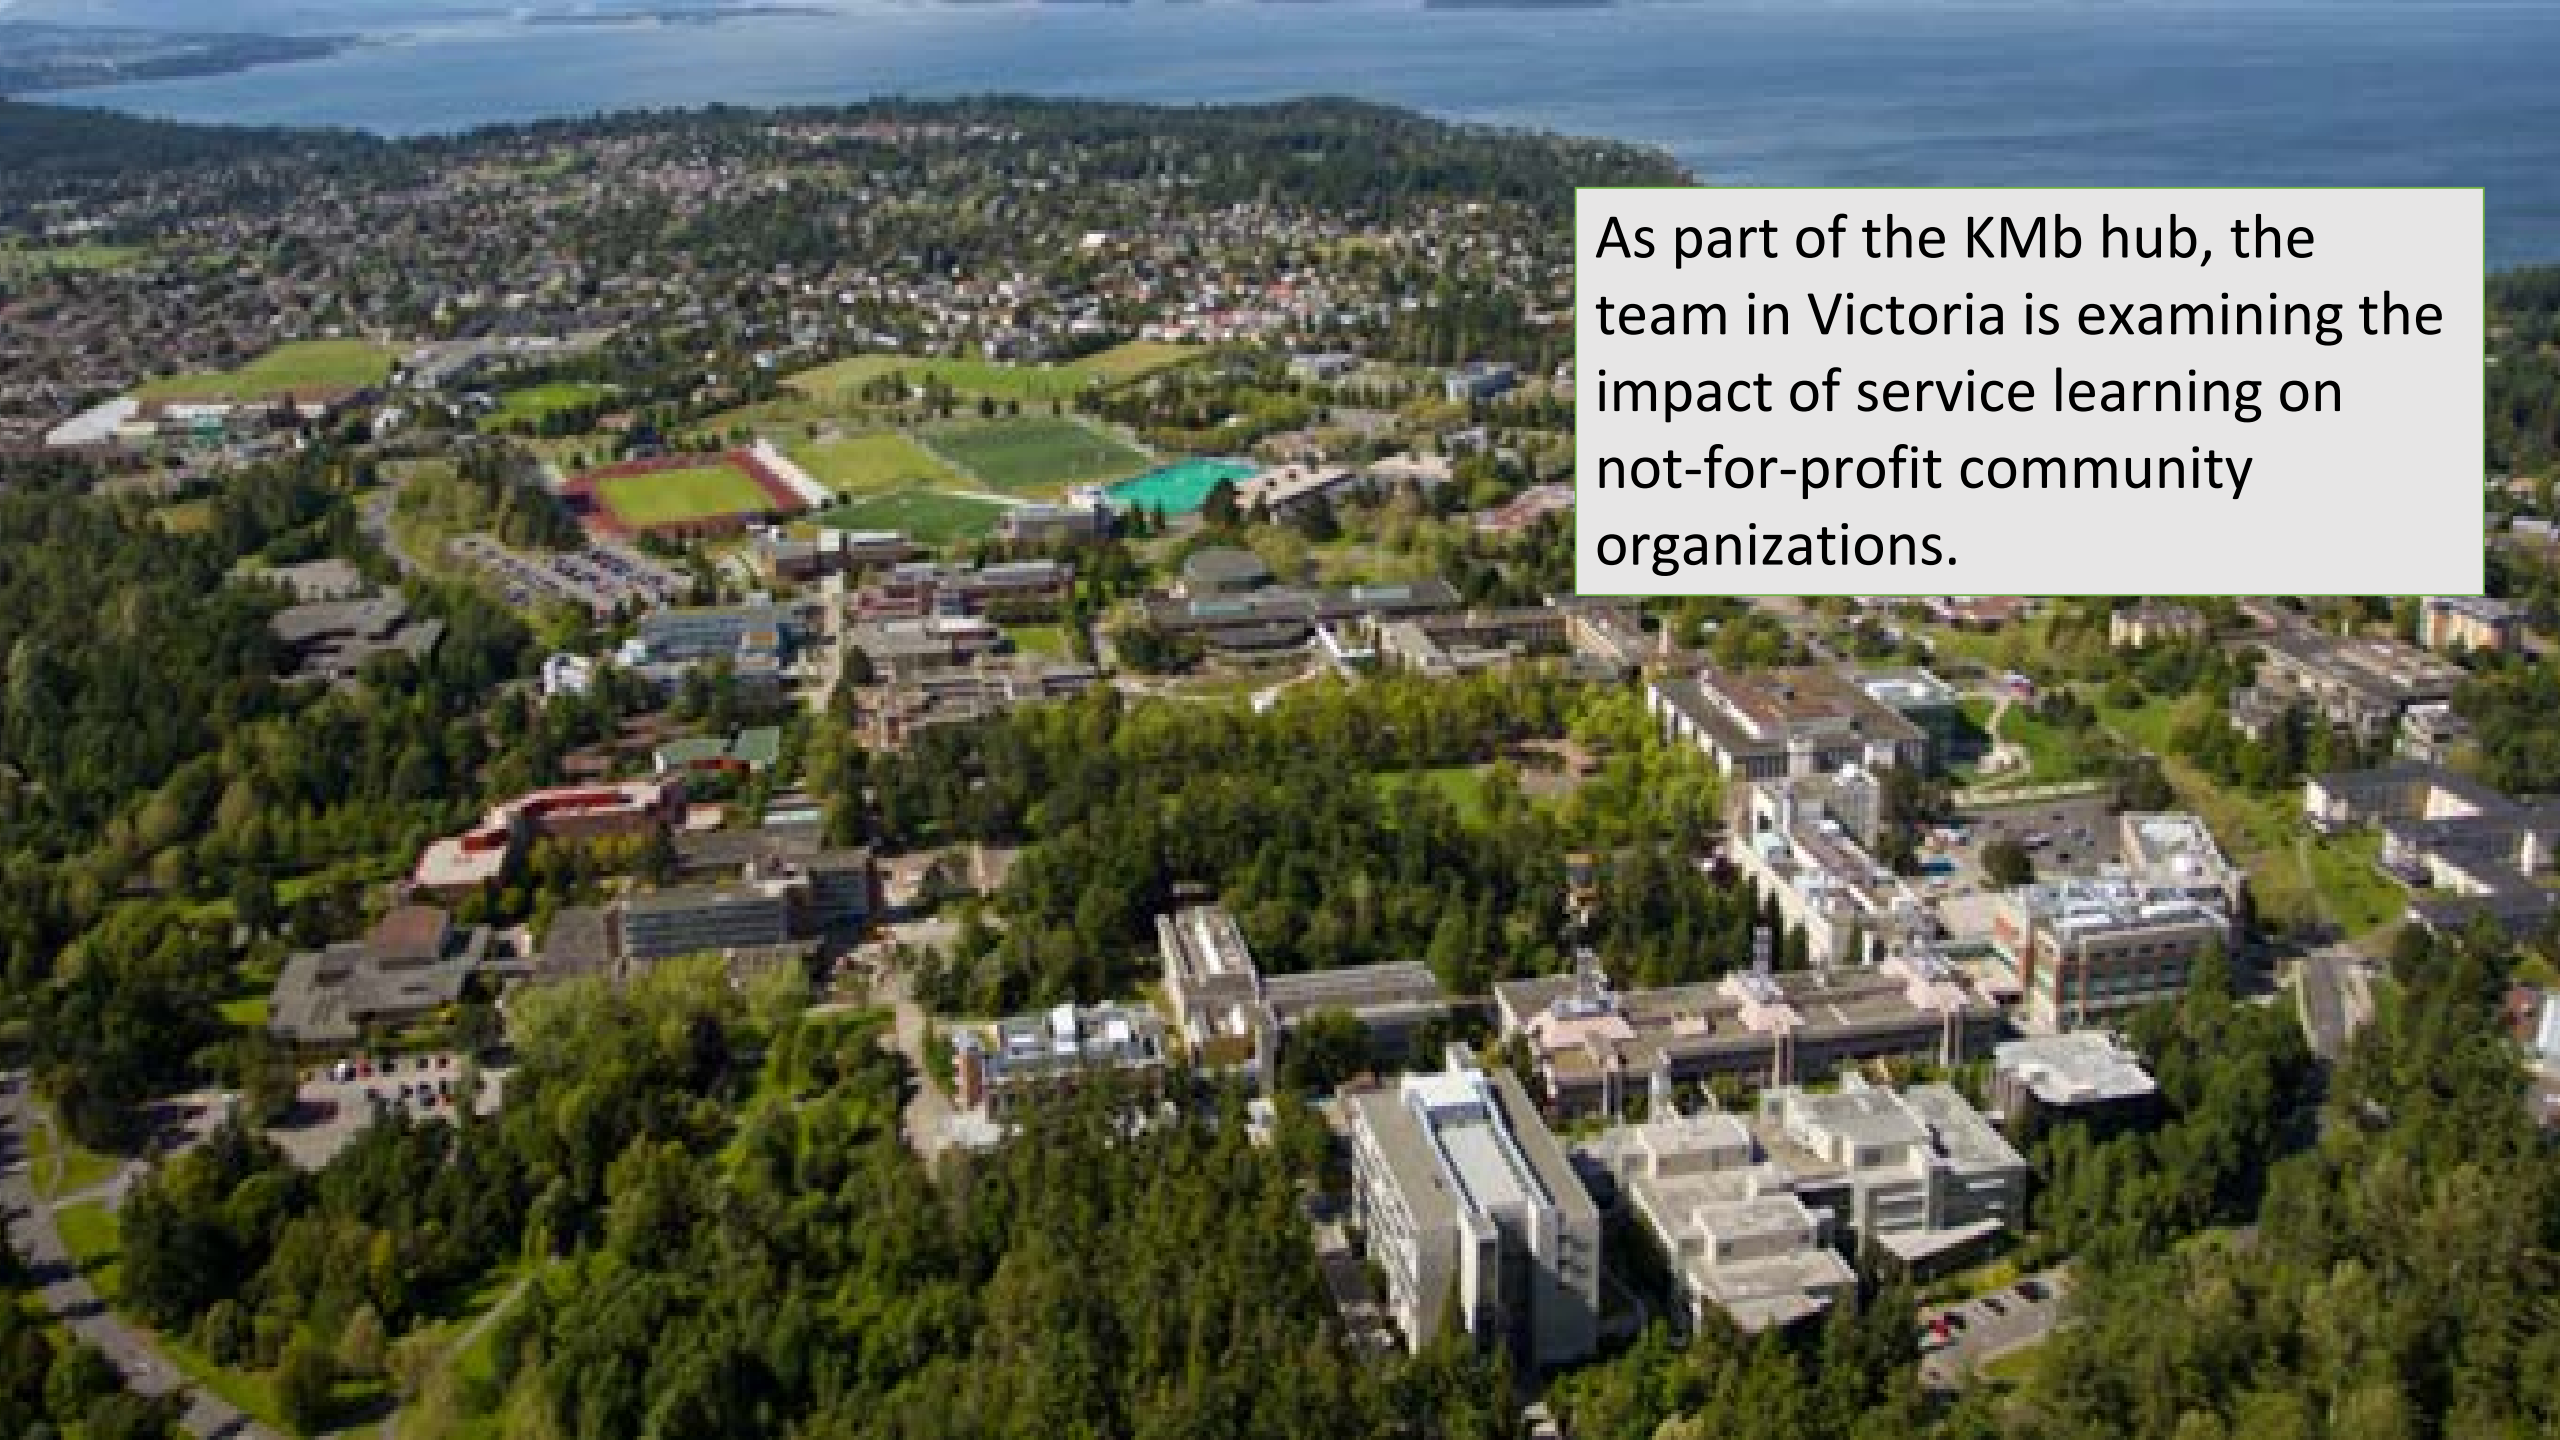 As part of the KMb hub, the
team in Victoria is examining the
impact of service learning on
not-for-profit community
organizations.